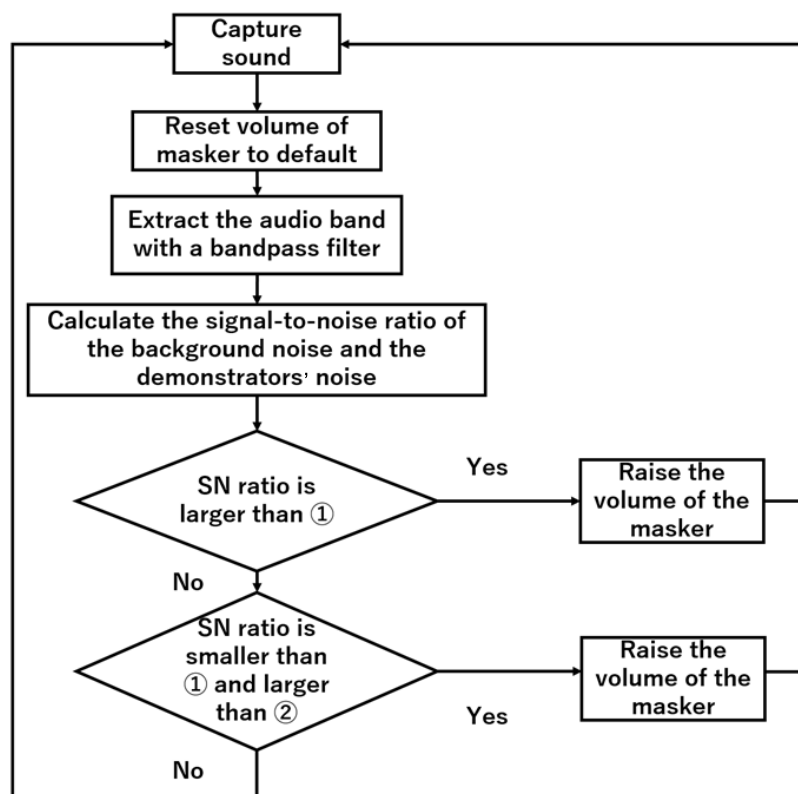 Capture
sound
Reset volume of
masker to default
Extract the audio band
with a bandpass filter
Calculate the signal-to-noise ratio of
the background noise and the
demonstrators’ noise
SN ratio is
larger than ①
Yes
Raise the
volume of the
masker
No
SN ratio is
smaller than
① and larger
than ②
Yes
Raise the
volume of the
masker
No